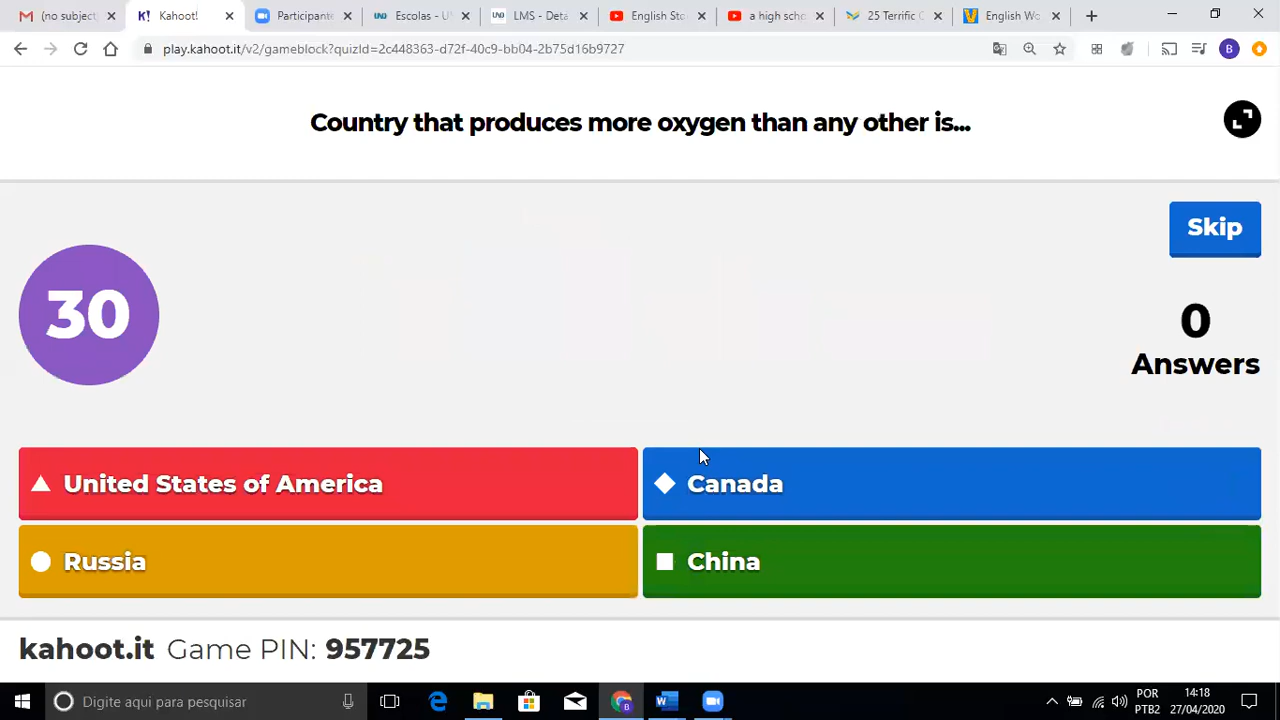 (no subject
Kahoot!
Participante
Escolas - U
LMS - Deta
English Sto
a high scho
25 Terrific C
English Wo
play.kahoot.it/v2/gameblock?quizId=2c448363-d72f-40c9-bb04-2b75d16b9727
B
Country that produces more oxygen than any other is...
Skip
30
0
Answers
United States of America
Canada
Russia
China
kahoot.it Game PIN: 957725
Digite aqui para pesquisar
POR
PTB2
14:18
27/04/2020